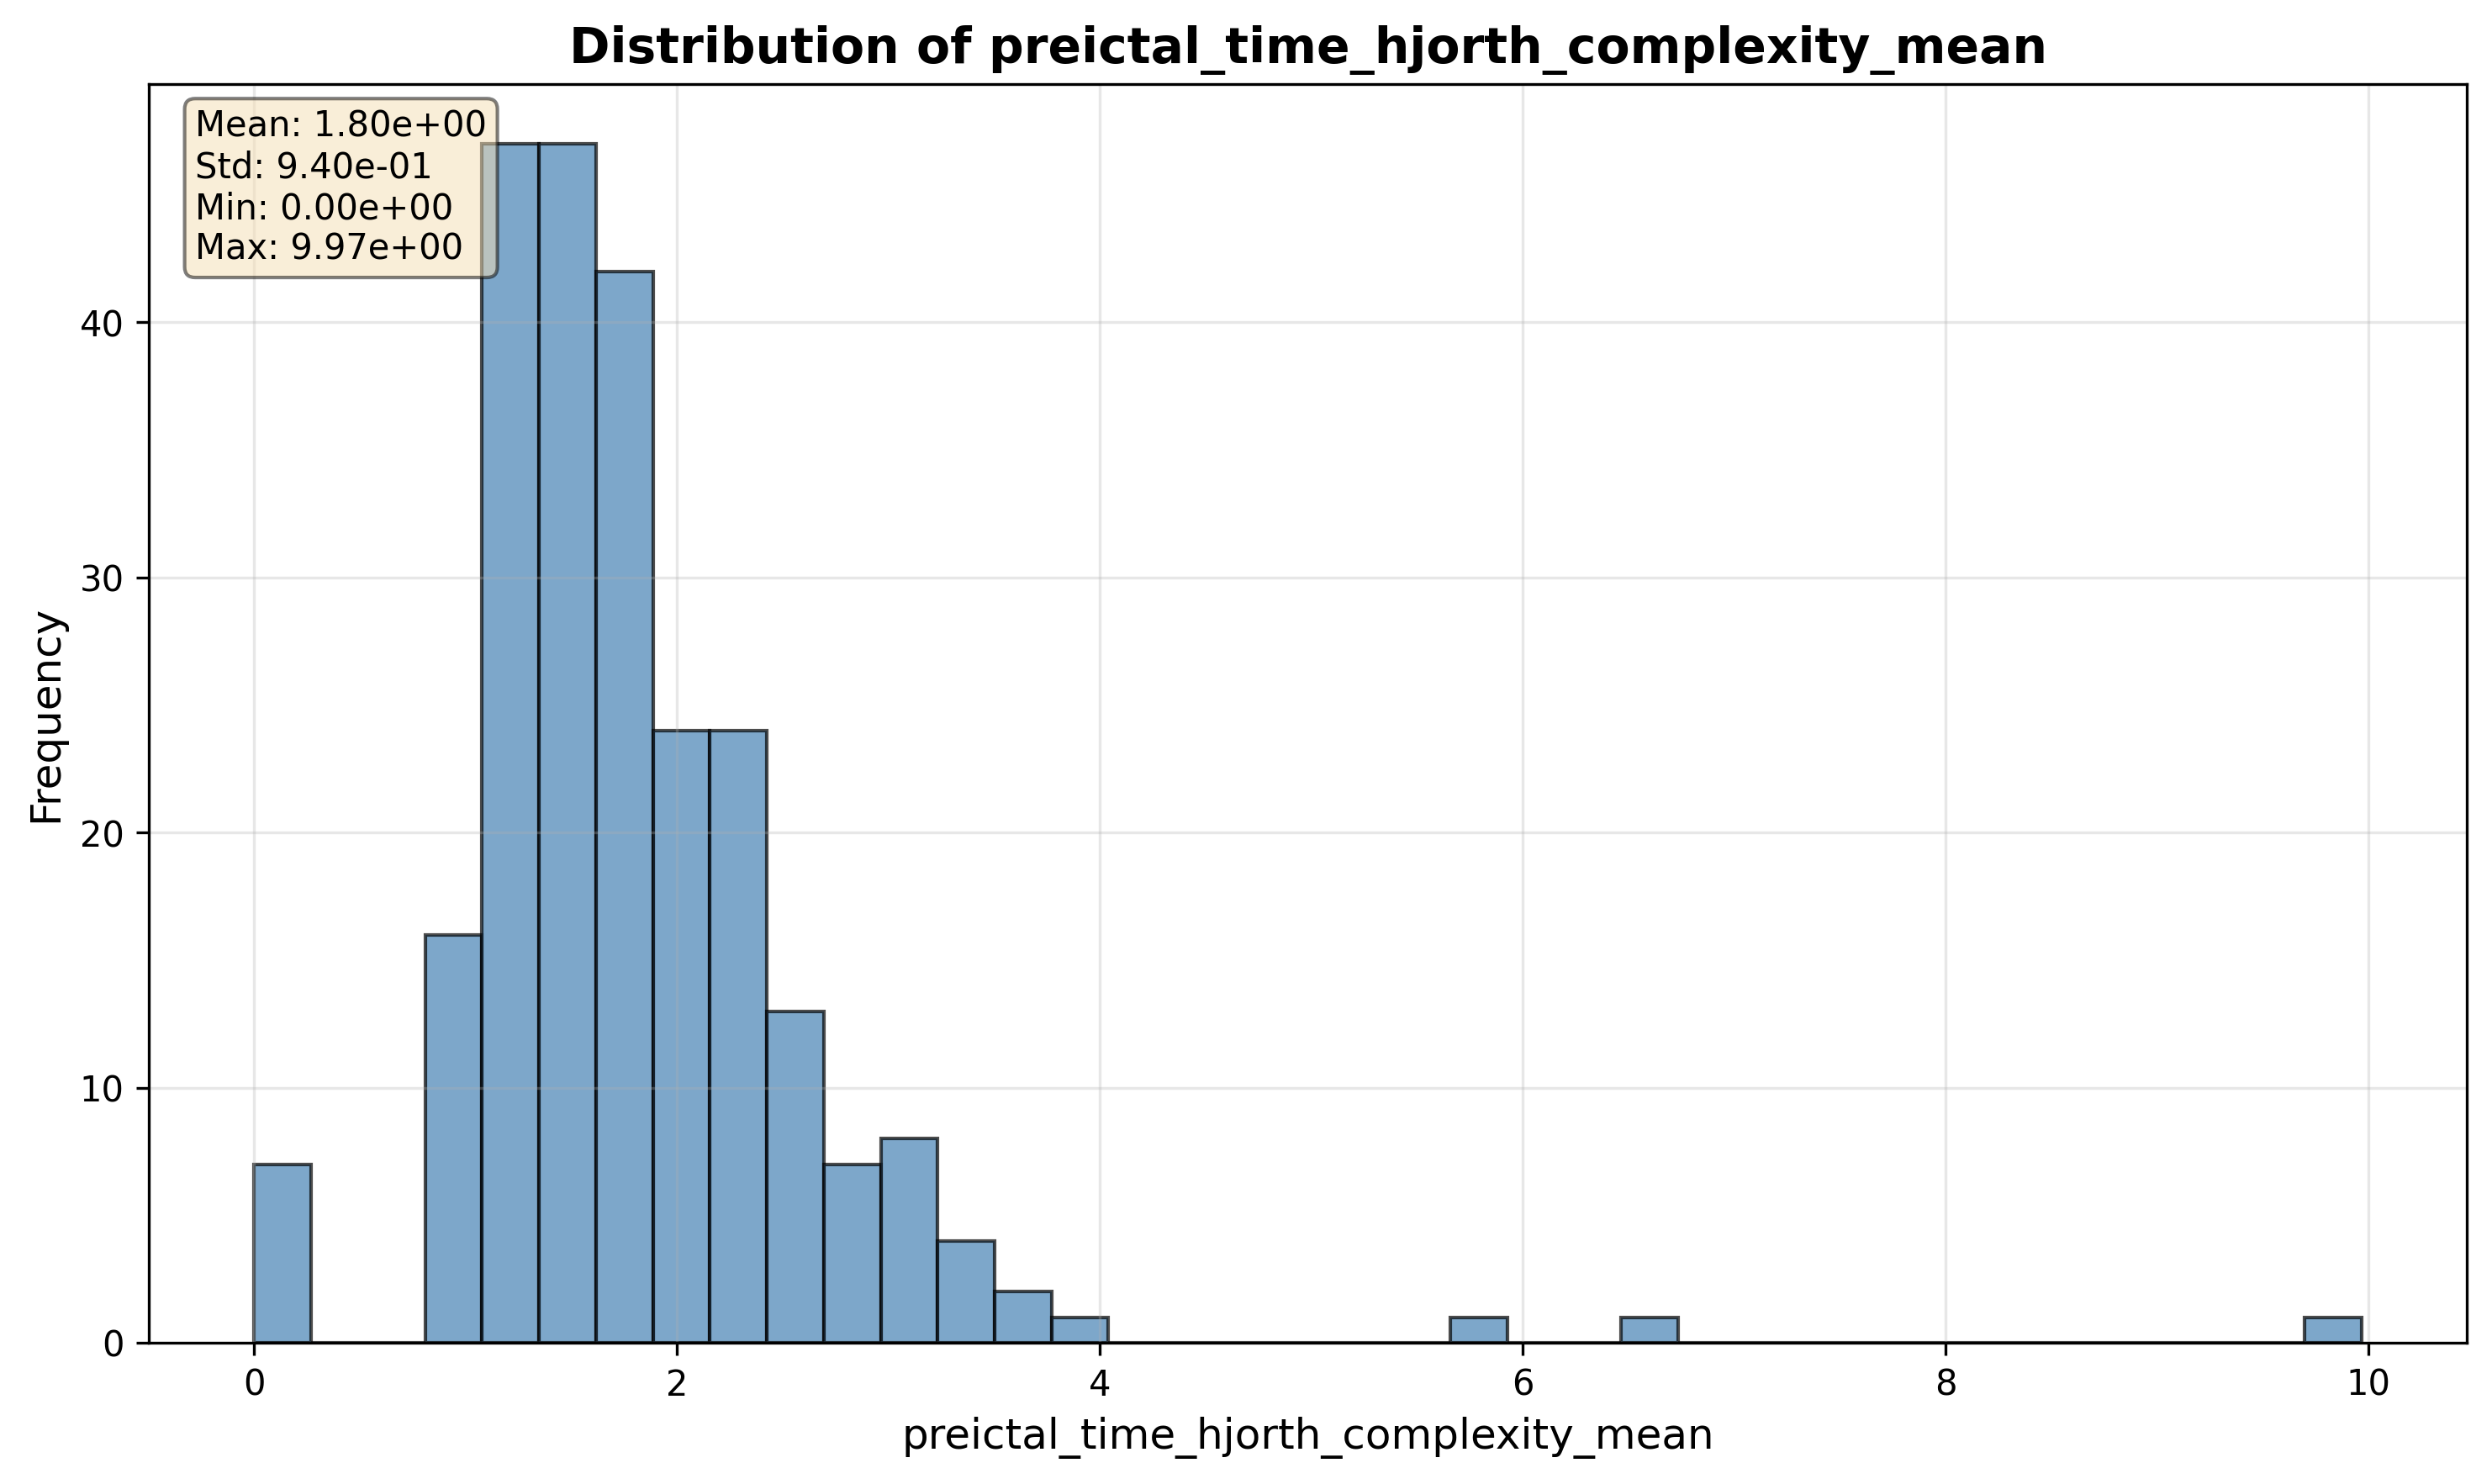 Distribution of preictal_time_hjorth_complexity_mean
Mean: 1.80e+00
Std: 9.40e-01
Min: 0.00e+00
Max: 9.97e+00
Frequency
40
30
20
10
0
0 2 4 6 8 10
preictal_time_hjorth_complexity_mean